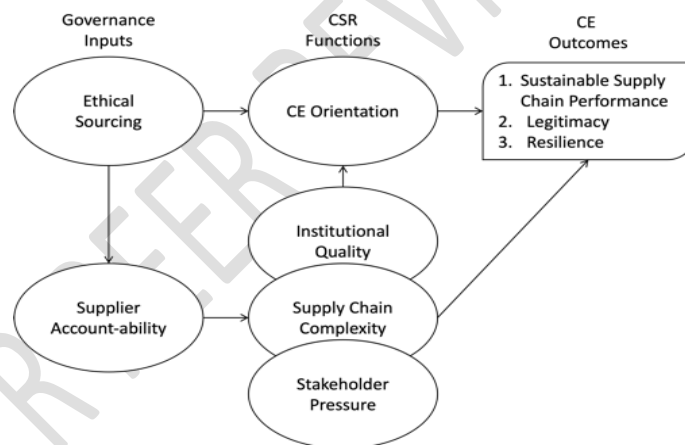 Governance
Inputs
CSR
Functions
CE
Outcomes
Ethical
Sourcing
CE Orientation
1. Sustainable Supply
Chain Performance
2. Legitimacy
3. Resilience
Institutional
Quality
Supplier
Account-ability
Supply Chain
Complexity
Stakeholder
Pressure